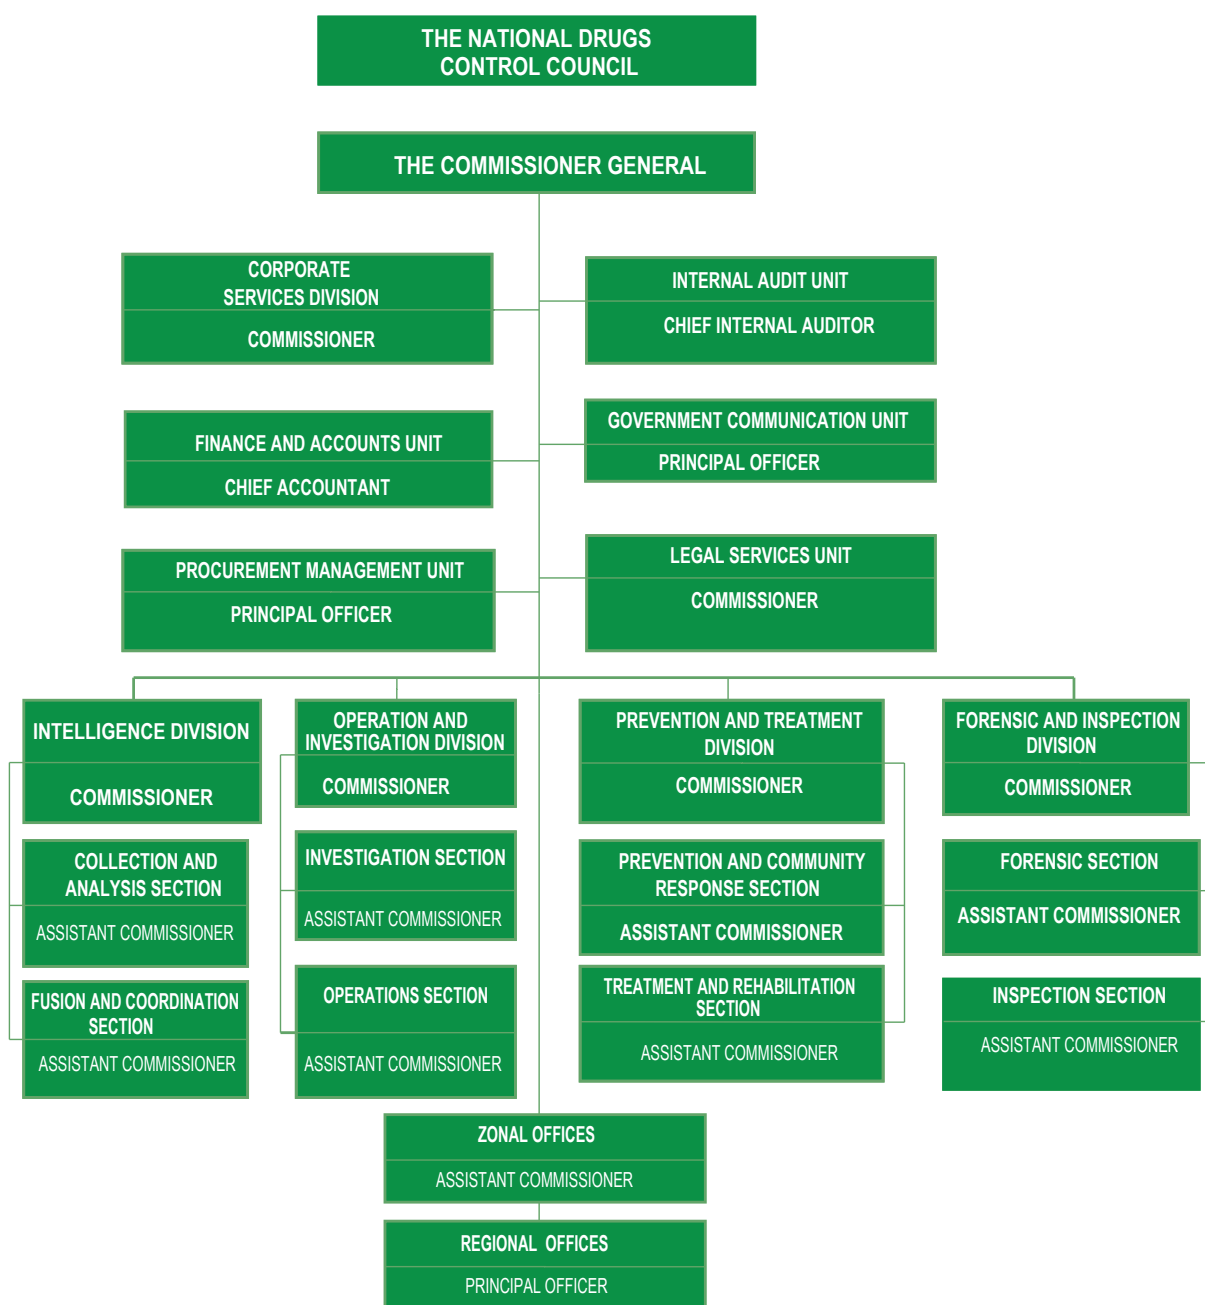 THE NATIONAL DRUGS
CONTROL COUNCIL
THE COMMISSIONER GENERAL
CORPORATE
SERVICES DIVISION
COMMISSIONER
INTERNAL AUDIT UNIT
CHIEF INTERNAL AUDITOR
FINANCE AND ACCOUNTS UNIT
CHIEF ACCOUNTANT
GOVERNMENT COMMUNICATION UNIT
PRINCIPAL OFFICER
PROCUREMENT MANAGEMENT UNIT
PRINCIPAL OFFICER
LEGAL SERVICES UNIT
COMMISSIONER
INTELLIGENCE DIVISION
COMMISSIONER
COLLECTION AND
ANALYSIS SECTION
ASSISTANT COMMISSIONER
FUSION AND COORDINATION
SECTION
ASSISTANT COMMISSIONER
OPERATION AND
INVESTIGATION DIVISION
COMMISSIONER
INVESTIGATION SECTION
ASSISTANT COMMISSIONER
OPERATIONS SECTION
ASSISTANT COMMISSIONER
PREVENTION AND TREATMENT
DIVISION
COMMISSIONER
PREVENTION AND COMMUNITY
RESPONSE SECTION
ASSISTANT COMMISSIONER
TREATMENT AND REHABILITATION
SECTION
ASSISTANT COMMISSIONER
FORENSIC AND INSPECTION
DIVISION
COMMISSIONER
FORENSIC SECTION
ASSISTANT COMMISSIONER
INSPECTION SECTION
ASSISTANT COMMISSIONER
ZONAL OFFICES
ASSISTANT COMMISSIONER
REGIONAL OFFICES
PRINCIPAL OFFICER